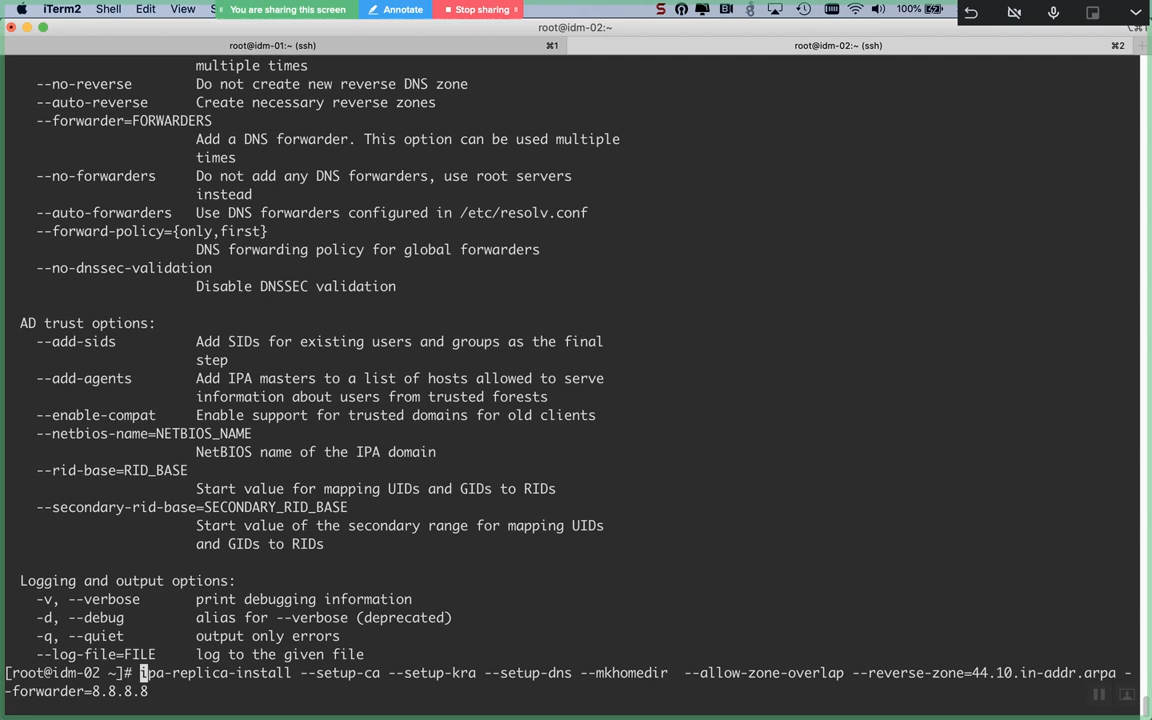 iTerm2 Shell Edit View S You are sharing this screen Annotate Stop sharing 100%
root@idm-02:~ ⌥⌘1
root@idm-01:~ (ssh) ⌘1 root@idm-02:~ (ssh) ⌘2
multiple times
--no-reverse Do not create new reverse DNS zone
--auto-reverse Create necessary reverse zones
--forwarder=FORWARDERS
Add a DNS forwarder. This option can be used multiple
times
--no-forwarders Do not add any DNS forwarders, use root servers
instead
--auto-forwarders Use DNS forwarders configured in /etc/resolv.conf
--forward-policy={only,first}
DNS forwarding policy for global forwarders
--no-dnssec-validation
Disable DNSSEC validation
AD trust options:
--add-sids Add SIDs for existing users and groups as the final
step
--add-agents Add IPA masters to a list of hosts allowed to serve
information about users from trusted forests
--enable-compat Enable support for trusted domains for old clients
--netbios-name=NETBIOS_NAME
NetBIOS name of the IPA domain
--rid-base=RID_BASE
Start value for mapping UIDs and GIDs to RIDs
--secondary-rid-base=SECONDARY_RID_BASE
Start value of the secondary range for mapping UIDs
and GIDs to RIDs
Logging and output options:
-v, --verbose print debugging information
-d, --debug alias for --verbose (deprecated)
-q, --quiet output only errors
--log-file=FILE log to the given file
[root@idm-02 ~]# ipa-replica-install --setup-ca --setup-kra --setup-dns --mkhomedir  --allow-zone-overlap --reverse-zone=44.10.in-addr.arpa -
-forwarder=8.8.8.8